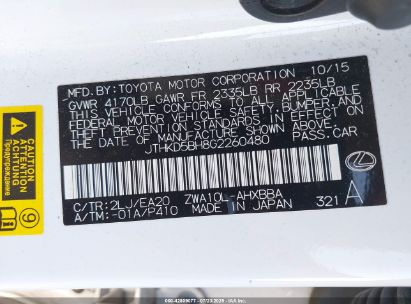 MFD. BY: TOYOTA MOTOR CORPORATION 10/15
GVWR 4170LB GAWR FR 2335LB RR 2235LB
THIS VEHICLE CONFORMS TO ALL APPLICABLE
FEDERAL MOTOR VEHICLE SAFETY, BUMPER, AND
THEFT PREVENTION STANDARDS IN EFFECT ON
THE DATE OF MANUFACTURE SHOWN ABOVE.
JTHKD5BH8G2260480 PASS.CAR
C/TR:2LJ/EA20 ZWA10L-AHXBBA
A/TM:-01A/P410 MADE IN JAPAN 321 A
ATTENTION
ACHTUNG